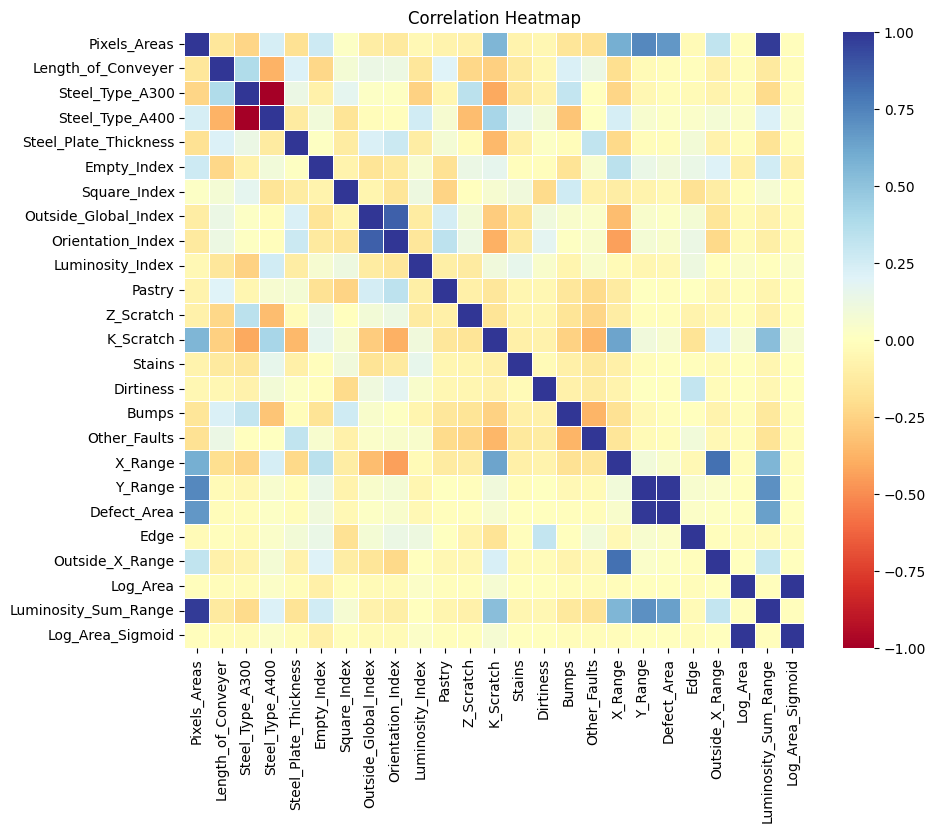 Correlation Heatmap
Pixels_Areas
Length_of_Conveyer
Steel_Type_A300
Steel_Type_A400
Steel_Plate_Thickness
Empty_Index
Square_Index
Outside_Global_Index
Orientation_Index
Luminosity_Index
Pastry
Z_Scratch
K_Scratch
Stains
Dirtiness
Bumps
Other_Faults
X_Range
Y_Range
Defect_Area
Edge
Outside_X_Range
Log_Area
Luminosity_Sum_Range
Log_Area_Sigmoid
Pixels_Areas
Length_of_Conveyer
Steel_Type_A300
Steel_Type_A400
Steel_Plate_Thickness
Empty_Index
Square_Index
Outside_Global_Index
Orientation_Index
Luminosity_Index
Pastry
Z_Scratch
K_Scratch
Stains
Dirtiness
Bumps
Other_Faults
X_Range
Y_Range
Defect_Area
Edge
Outside_X_Range
Log_Area
Luminosity_Sum_Range
Log_Area_Sigmoid
1.00
0.75
0.50
0.25
0.00
−0.25
−0.50
−0.75
−1.00